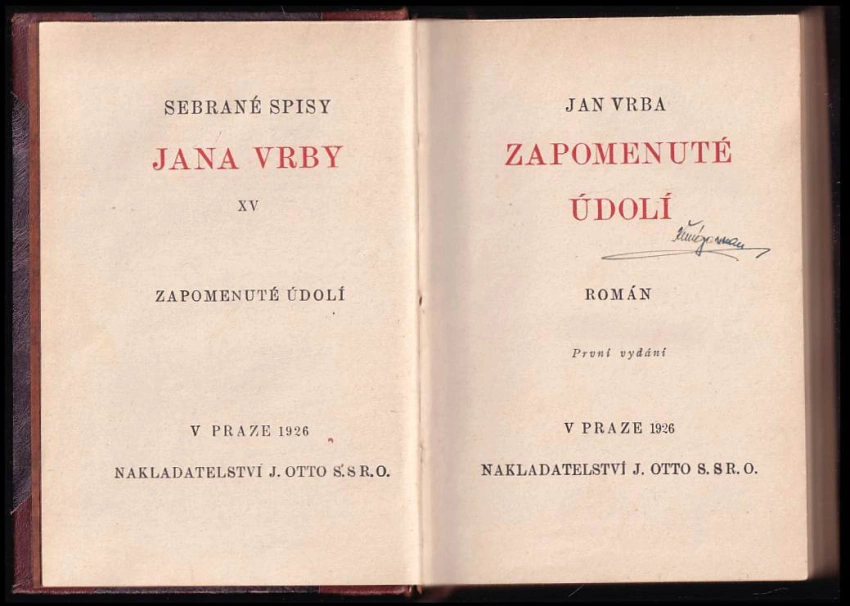 SEBRANÉ SPISY
JANA VRBY
XV
ZAPOMENUTÉ ÚDOLÍ
V PRAZE 1926
NAKLADATELSTVÍ J. OTTO S. S R. O.
JAN VRBA
ZAPOMENUTÉ
ÚDOLÍ
ROMÁN
První vydání
V PRAZE 1926
NAKLADATELSTVÍ J. OTTO S. S R. O.